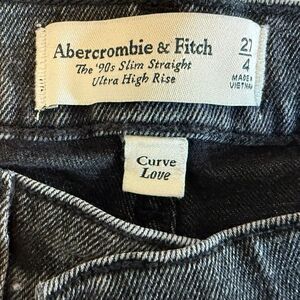 Abercrombie & Fitch
The '90s Slim Straight
Ultra High Rise
27
4
MADE IN
VIETNAM
Curve
Love